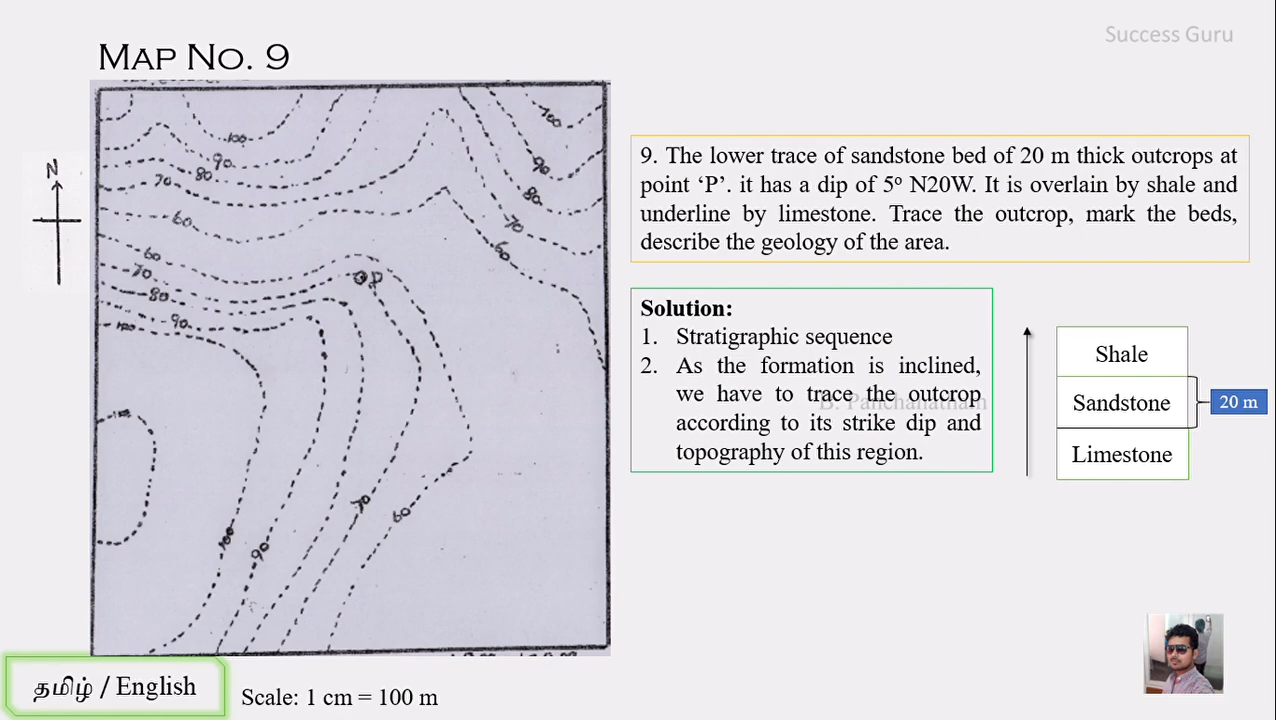 Success Guru
MAP NO. 9
N
100
90
80
70
60
60
70
80
90
100
100
90
80
70
60
P
100
90
70
60
9. The lower trace of sandstone bed of 20 m thick outcrops at
point ‘P’. it has a dip of 5º N20W. It is overlain by shale and
underline by limestone. Trace the outcrop, mark the beds,
describe the geology of the area.
Solution:
1. Stratigraphic sequence
2. As the formation is inclined,
we have to trace the outcrop
according to its strike dip and
topography of this region.
B. Panchanatham
Shale
Sandstone
Limestone
20 m
தமிழ் / English
Scale: 1 cm = 100 m